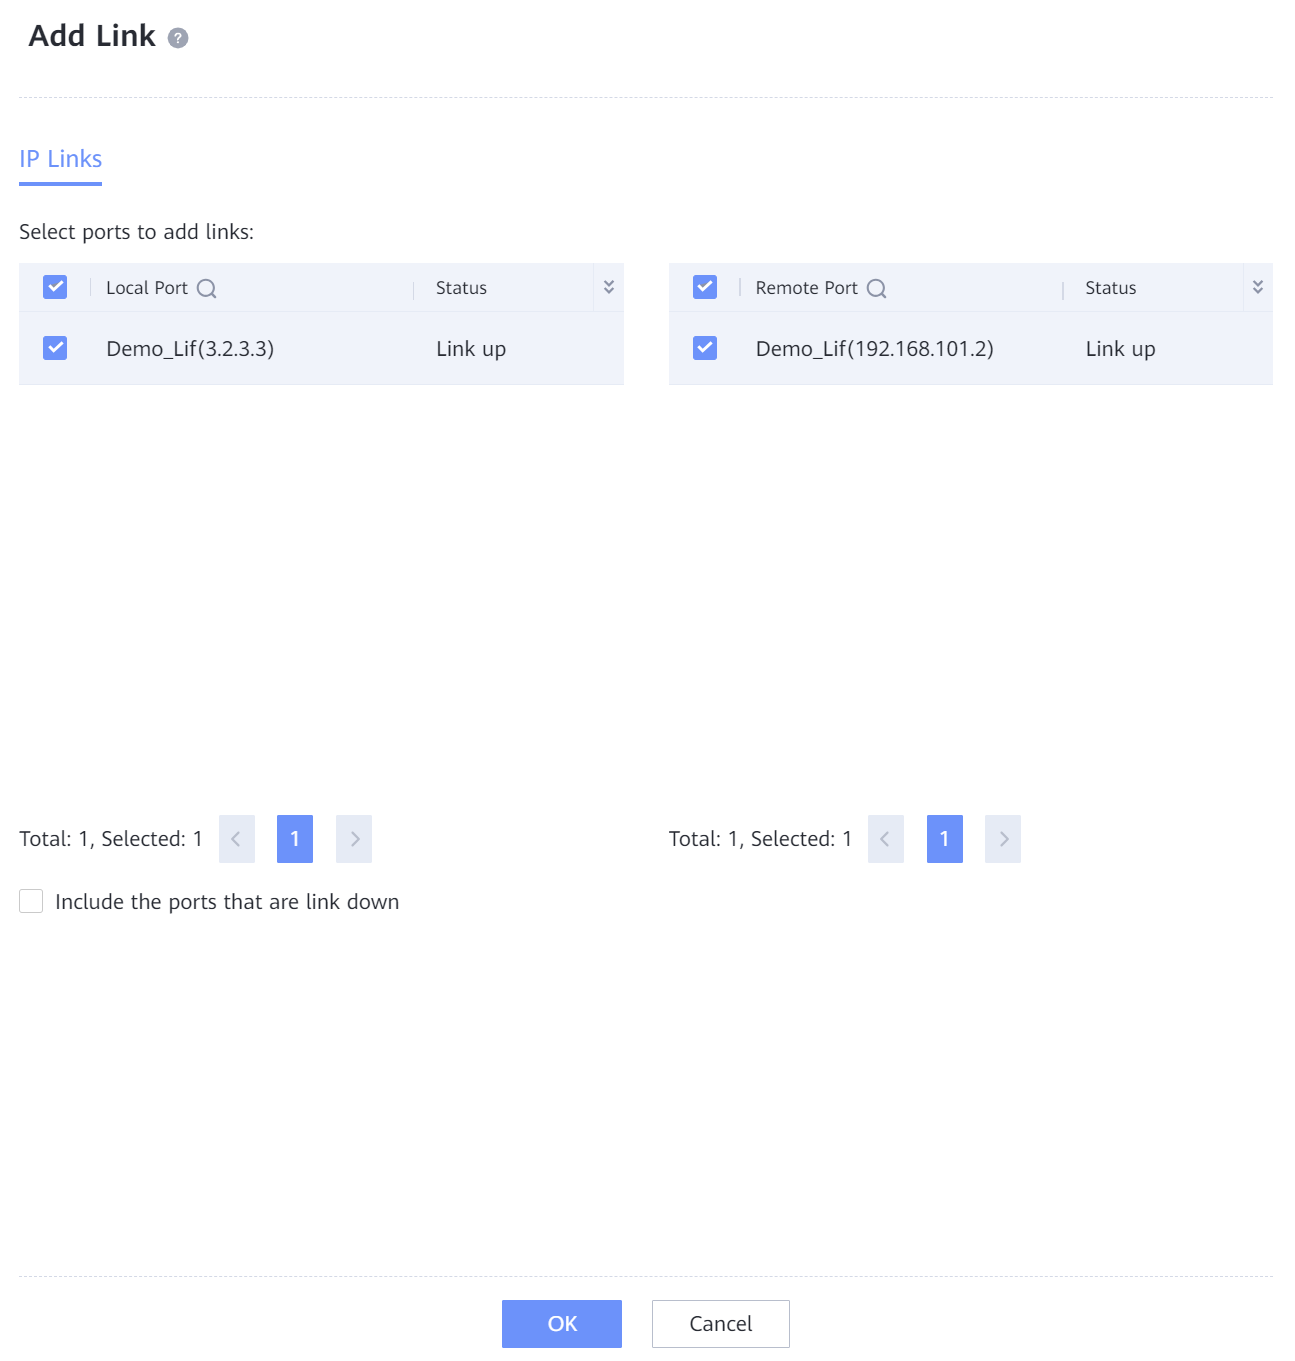 Add Link ?
IP Links
Select ports to add links:
Local Port Status
Demo_Lif(3.2.3.3) Link up
Remote Port Status
Demo_Lif(192.168.101.2) Link up
Total: 1, Selected: 1 < 1 >
Total: 1, Selected: 1 < 1 >
Include the ports that are link down
OK Cancel